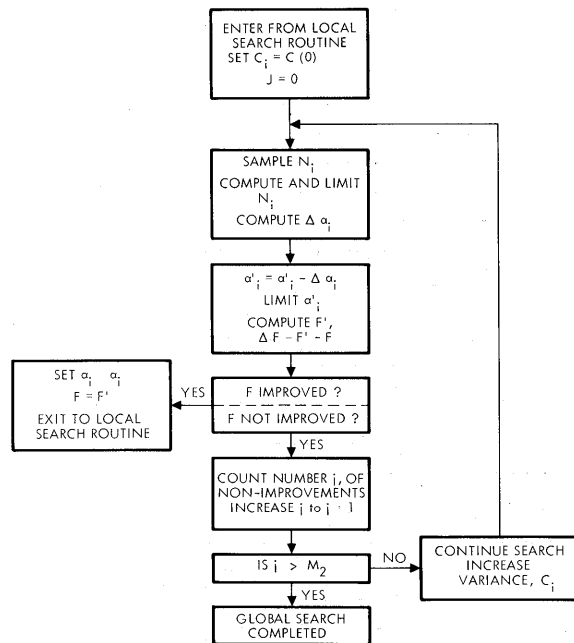 ENTER FROM LOCAL
SEARCH ROUTINE
SET C_i = C (0)
J = 0
SAMPLE N_i
COMPUTE AND LIMIT
N_i
COMPUTE Δ α_i
α'_i = α'_i - Δ α_i
LIMIT α'_i
COMPUTE F',
Δ F - F' - F
SET α_i α_i
F = F'
EXIT TO LOCAL
SEARCH ROUTINE
YES
F IMPROVED ?
F NOT IMPROVED ?
YES
COUNT NUMBER j, OF
NON-IMPROVEMENTS
INCREASE j to j · 1
IS j > M_2
NO
CONTINUE SEARCH
INCREASE
VARIANCE, C_i
YES
GLOBAL SEARCH
COMPLETED